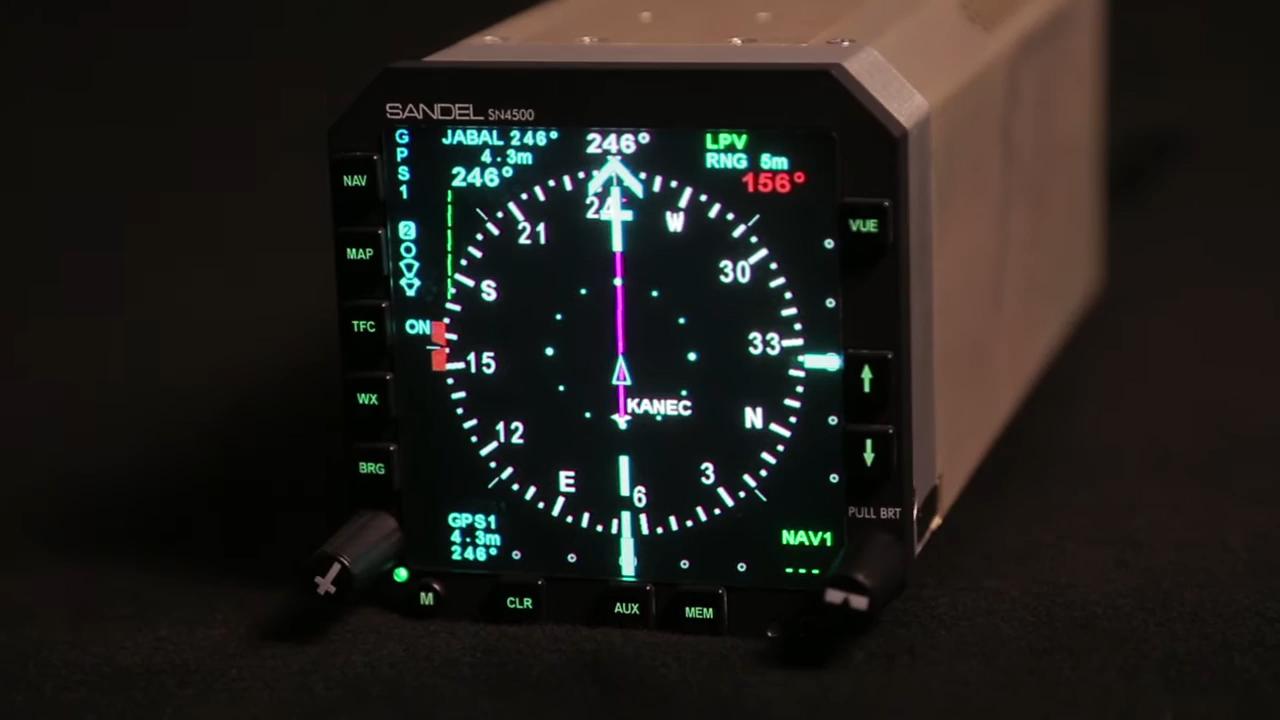 SANDEL SN4500
GPS1
JABAL 246°
4.3m
246°
246°
LPV
RNG 5m
156°
NAV
MAP
TFC
WX
BRG
2
ON
24
W
30
33
N
3
6
E
12
15
S
21
KANEC
GPS1
4.3m
246°
NAV1
---
VUE
PULL BRT
M
CLR
AUX
MEM